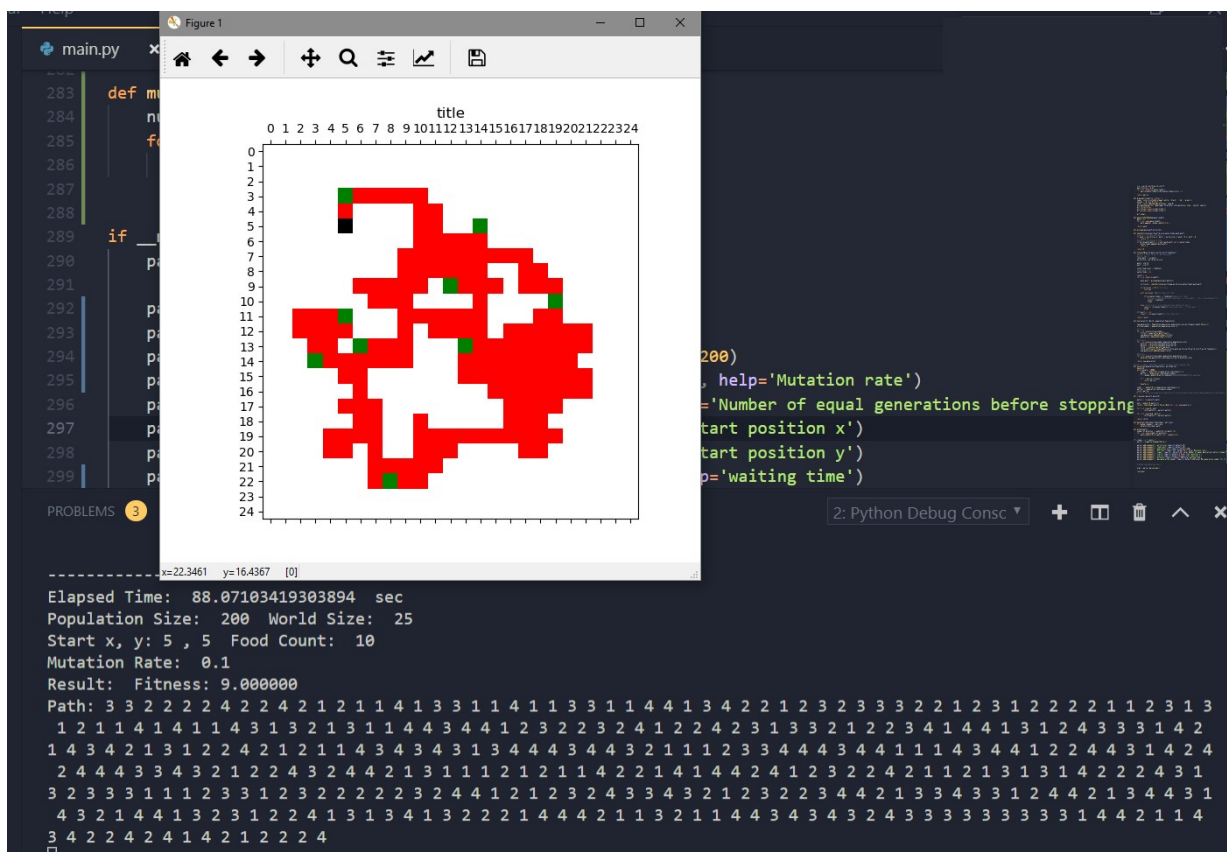 Help
Figure 1
main.py
title
0 1 2 3 4 5 6 7 8 9 10 11 12 13 14 15 16 17 18 19 20 21 22 23 24
0
1
2
3
4
5
6
7
8
9
10
11
12
13
14
15
16
17
18
19
20
21
22
23
24
x=22.3461 y=16.4367 [0]
283 def mu
284 nu
285 fo
286
287
288
289 if __n
290 pa
291
292 pa
293 pa
294 pa 200)
295 pa , help='Mutation rate')
296 pa ='Number of equal generations before stopping
297 pa tart position x')
298 pa tart position y')
299 pa p='waiting time')
PROBLEMS 3
2: Python Debug Consc
-------------
Elapsed Time: 88.07103419303894 sec
Population Size: 200 World Size: 25
Start x, y: 5 , 5 Food Count: 10
Mutation Rate: 0.1
Result: Fitness: 9.000000
Path: 3 3 2 2 2 2 4 2 2 4 2 1 2 1 1 4 1 3 3 1 1 4 1 1 3 3 1 1 4 4 1 3 4 2 2 1 2 3 2 3 3 3 2 2 1 2 3 1 2 2 2 2 1 1 2 3 1 3
1 2 1 1 4 1 4 1 1 4 3 1 3 2 1 3 1 1 4 4 3 4 4 1 2 3 2 2 3 2 4 1 2 2 4 2 3 1 3 3 2 1 2 2 3 4 1 4 4 1 3 1 2 4 3 3 3 1 4 2
1 4 3 4 2 1 3 1 2 2 4 2 1 2 1 1 4 3 4 3 4 3 1 3 4 4 4 3 4 4 3 2 1 1 1 2 3 3 4 4 4 3 4 4 1 1 1 4 3 4 4 1 2 2 4 4 3 1 4 2 4
2 4 4 4 3 3 4 3 2 1 2 2 4 3 2 4 4 2 1 3 1 1 1 2 1 2 1 1 4 2 2 1 4 1 4 4 2 4 1 2 3 2 2 4 2 1 1 2 1 3 1 3 1 4 2 2 2 4 3 1
3 2 3 3 3 1 1 1 2 3 3 1 2 3 2 2 2 2 2 3 2 4 4 1 2 1 2 3 2 4 3 3 4 3 2 1 2 3 2 2 3 4 4 2 1 3 3 4 3 3 1 2 4 4 2 1 3 4 4 3 1
4 3 2 1 4 4 1 3 2 3 1 2 2 4 1 3 1 3 4 1 3 2 2 2 1 4 4 4 2 1 1 3 2 1 1 4 4 3 4 3 4 3 2 4 3 3 3 3 3 3 3 3 3 3 1 4 4 2 1 1 4
3 4 2 2 4 2 4 1 4 2 1 2 2 2 4